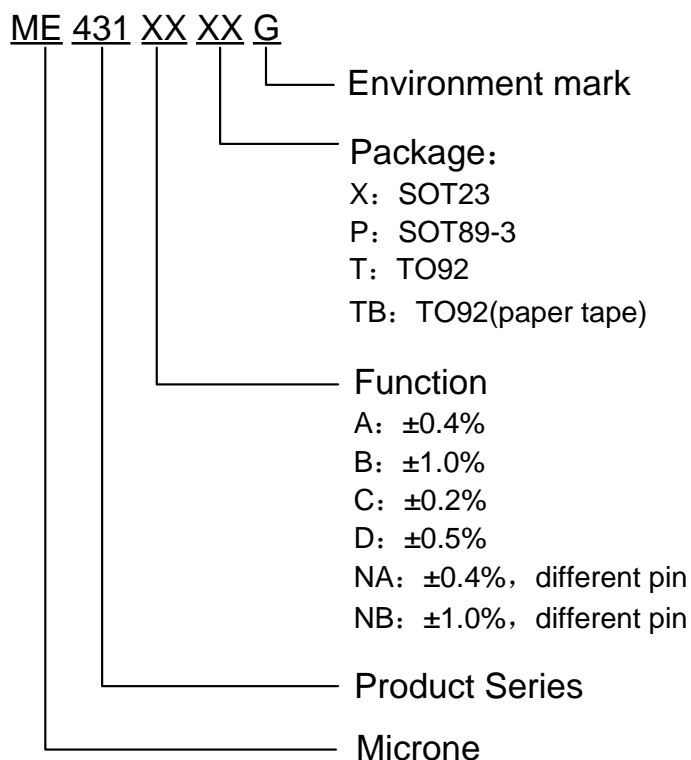 ME 431 XX XX G
Environment mark
Package：
X：SOT23
P：SOT89-3
T：TO92
TB：TO92(paper tape)
Function
A：±0.4%
B：±1.0%
C：±0.2%
D：±0.5%
NA：±0.4%，different pin
NB：±1.0%，different pin
Product Series
Microne